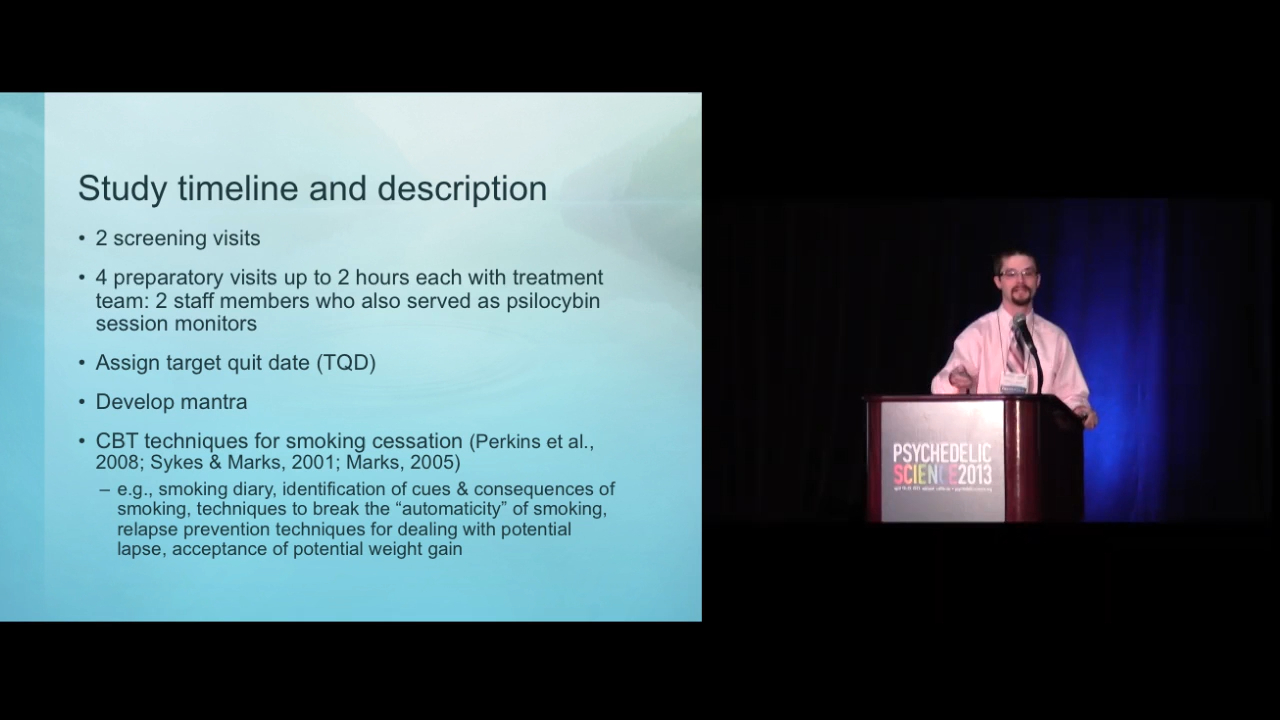 Study timeline and description
• 2 screening visits
• 4 preparatory visits up to 2 hours each with treatment
team: 2 staff members who also served as psilocybin
session monitors
• Assign target quit date (TQD)
• Develop mantra
• CBT techniques for smoking cessation (Perkins et al.,
2008; Sykes & Marks, 2001; Marks, 2005)
– e.g., smoking diary, identification of cues & consequences of
smoking, techniques to break the “automaticity” of smoking,
relapse prevention techniques for dealing with potential
lapse, acceptance of potential weight gain
PSYCHEDELIC
SCIENCE2013